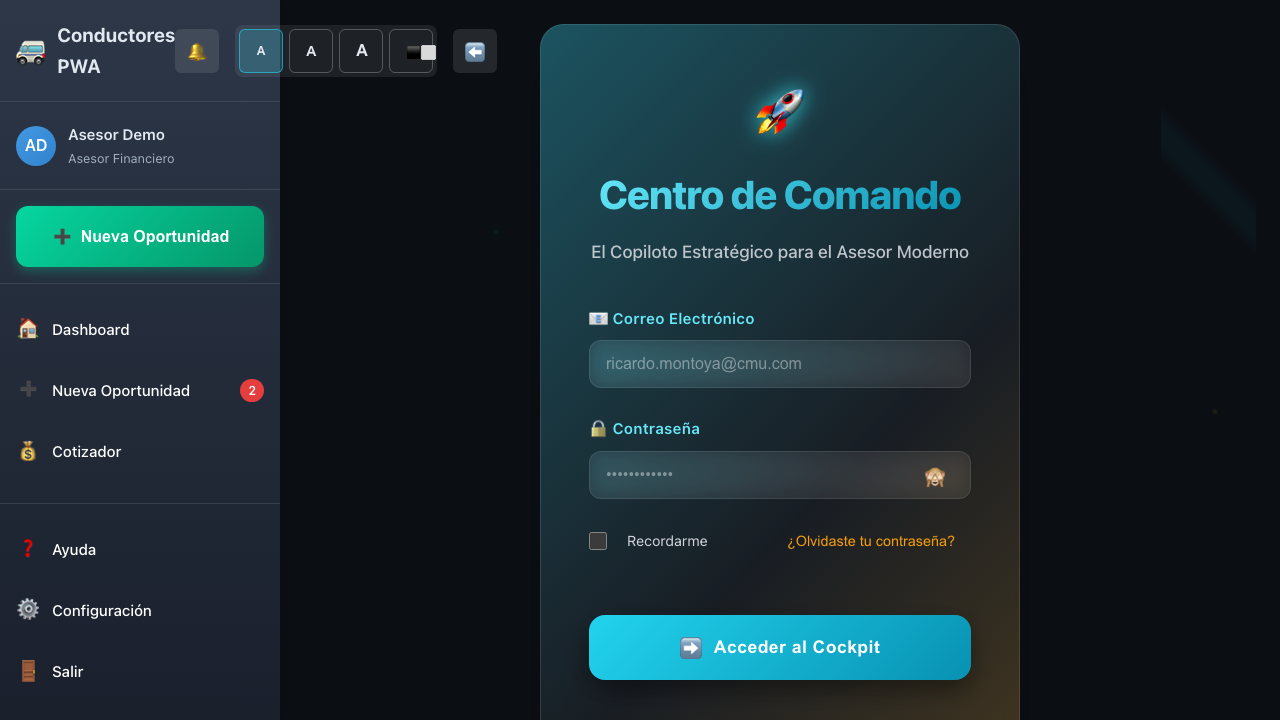 Conductores
PWA
A
A
A
AD
Asesor Demo
Asesor Financiero
Nueva Oportunidad
Dashboard
Nueva Oportunidad
2
Cotizador
Ayuda
Configuración
Salir
Centro de Comando
El Copiloto Estratégico para el Asesor Moderno
Correo Electrónico
ricardo.montoya@cmu.com
Contraseña
••••••••••••
Recordarme
¿Olvidaste tu contraseña?
Acceder al Cockpit